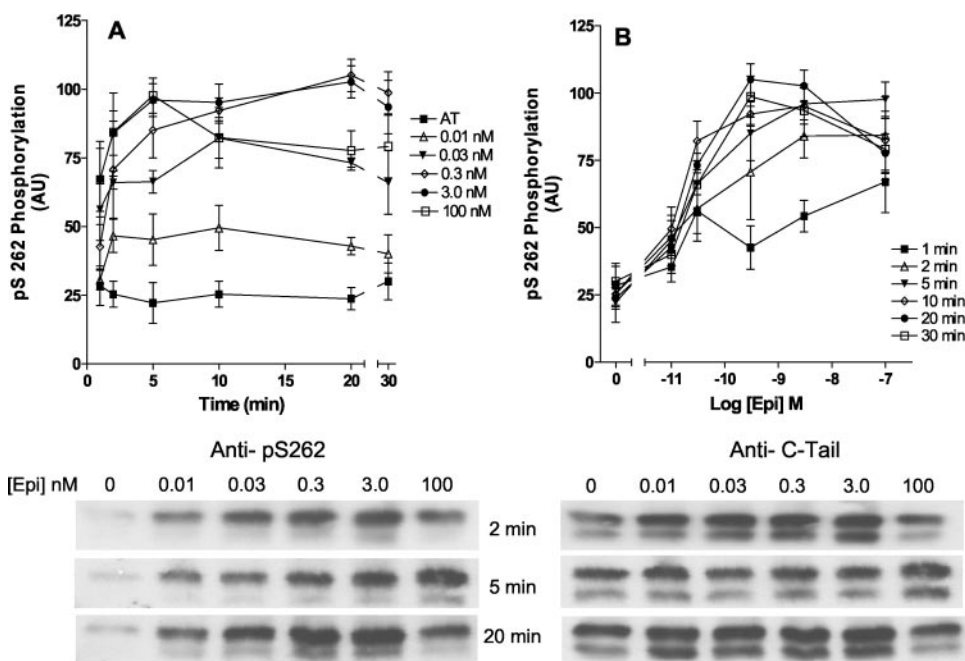 A
pS 262 Phosphorylation
(AU)
125
100
75
50
25
0
0
5
10
15
20
30
Time (min)
AT
0.01 nM
0.03 nM
0.3 nM
3.0 nM
100 nM
B
pS 262 Phosphorylation
(AU)
125
100
75
50
25
0
0
-11
-10
-9
-8
-7
Log [Epi] M
1 min
2 min
5 min
10 min
20 min
30 min
Anti- pS262
Anti- C-Tail
[Epi] nM 0 0.01 0.03 0.3 3.0 100
0 0.01 0.03 0.3 3.0 100
2 min
5 min
20 min